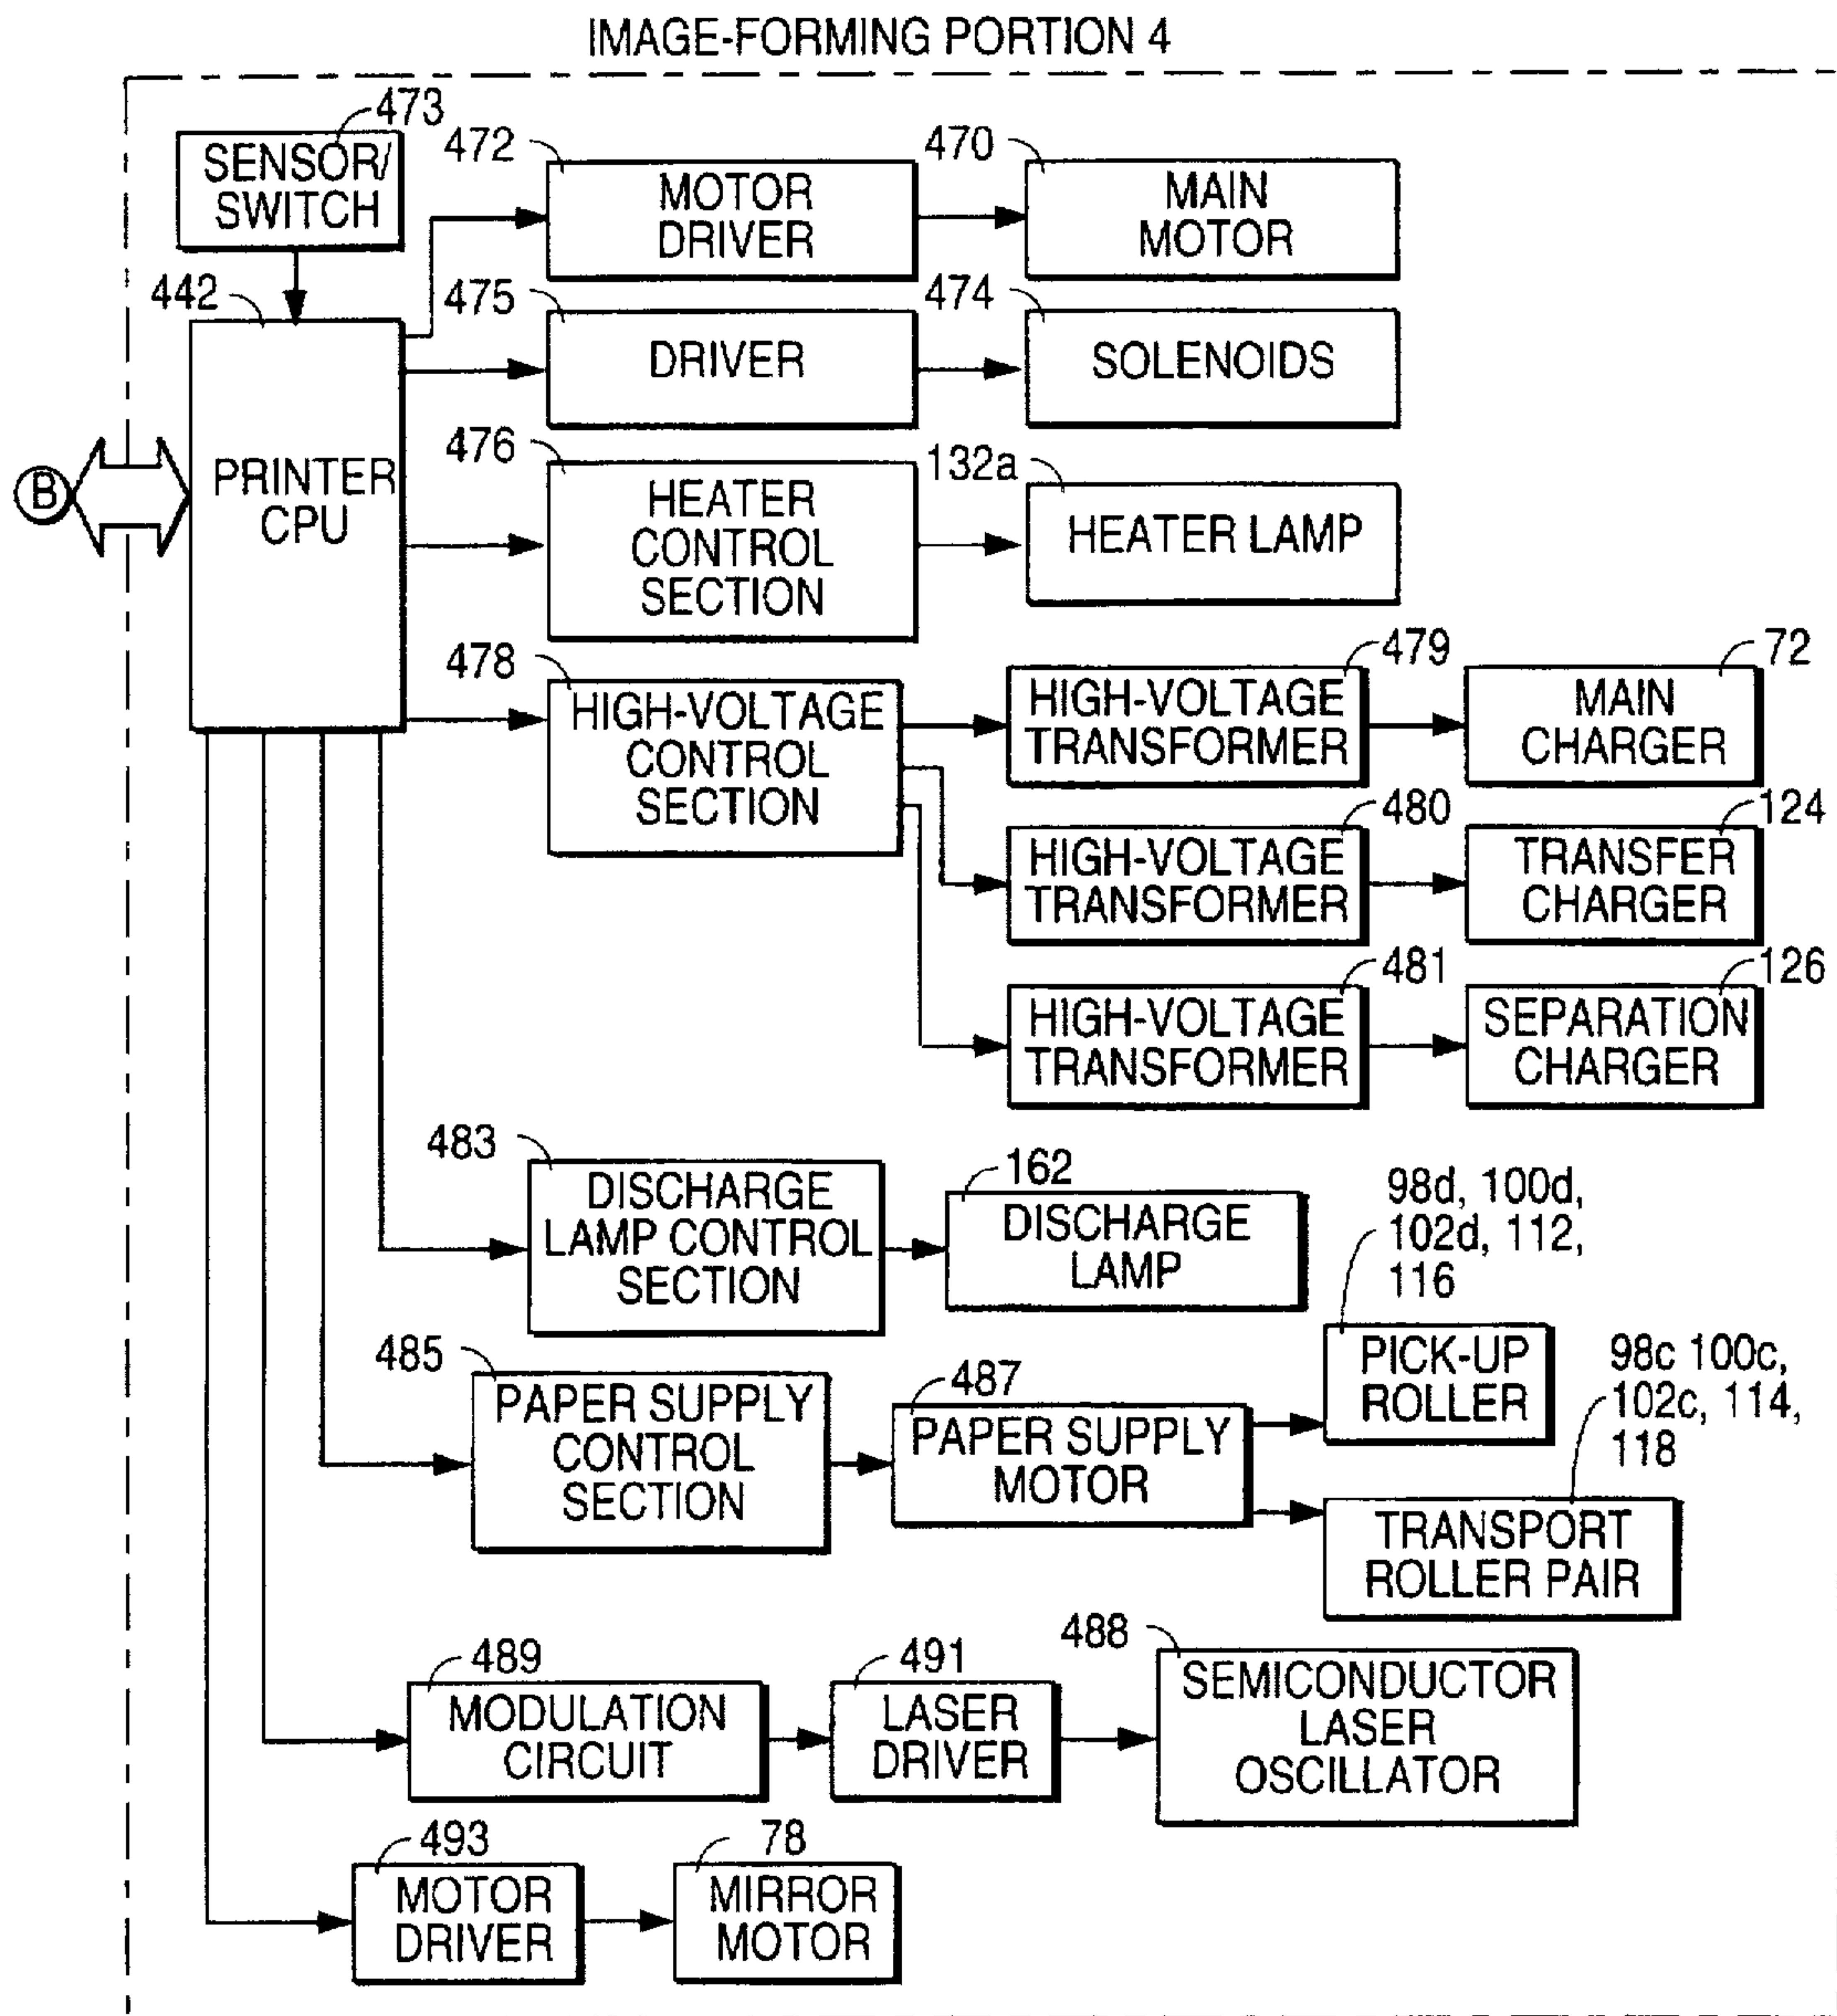 IMAGE-FORMING PORTION 4
473
SENSOR/
SWITCH
472
MOTOR
DRIVER
470
MAIN
MOTOR
442
PRINTER
CPU
B
475
DRIVER
474
SOLENOIDS
476
HEATER
CONTROL
SECTION
132a
HEATER LAMP
478
HIGH-VOLTAGE
CONTROL
SECTION
479
HIGH-VOLTAGE
TRANSFORMER
72
MAIN
CHARGER
480
HIGH-VOLTAGE
TRANSFORMER
124
TRANSFER
CHARGER
481
HIGH-VOLTAGE
TRANSFORMER
126
SEPARATION
CHARGER
483
DISCHARGE
LAMP CONTROL
SECTION
162
DISCHARGE
LAMP
98d, 100d,
102d, 112,
116
PICK-UP
ROLLER
485
PAPER SUPPLY
CONTROL
SECTION
487
PAPER SUPPLY
MOTOR
98c 100c,
102c, 114,
118
TRANSPORT
ROLLER PAIR
489
MODULATION
CIRCUIT
491
LASER
DRIVER
488
SEMICONDUCTOR
LASER
OSCILLATOR
493
MOTOR
DRIVER
78
MIRROR
MOTOR